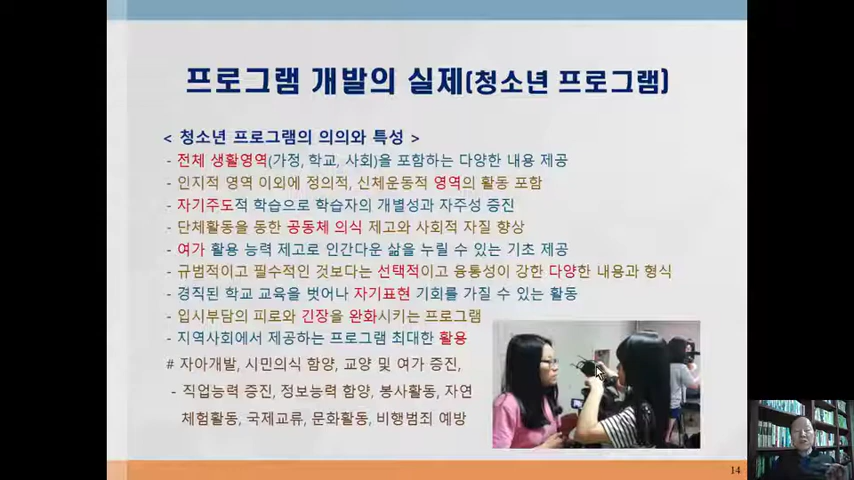 프로그램 개발의 실제(청소년 프로그램)
< 청소년 프로그램의 의의와 특성 >
- 전체 생활영역(가정, 학교, 사회)을 포함하는 다양한 내용 제공
- 인지적 영역 이외에 정의적, 신체운동적 영역의 활동 포함
- 자기주도적 학습으로 학습자의 개별성과 자주성 증진
- 단체활동을 동한 공동체 의식 제고와 사회적 자질 향상
- 여가 활용 능력 제고로 인간다운 삶을 누릴 수 있는 기초 제공
- 규범적이고 필수적인 것보다는 선택적이고 융통성이 강한 다양한 내용과 형식
- 경직된 학교 교육을 벗어나 자기표현 기회를 가질 수 있는 활동
- 입시부담의 피로와 긴장을 완화시키는 프로그램
- 지역사회에서 제공하는 프로그램 최대한 활용
# 자아개발, 시민의식 함양, 교양 및 여가 증진,
- 직업능력 증진, 정보능력 함양, 봉사활동, 자연
체험활동, 국제교류, 문화활동, 비행범죄 예방
14